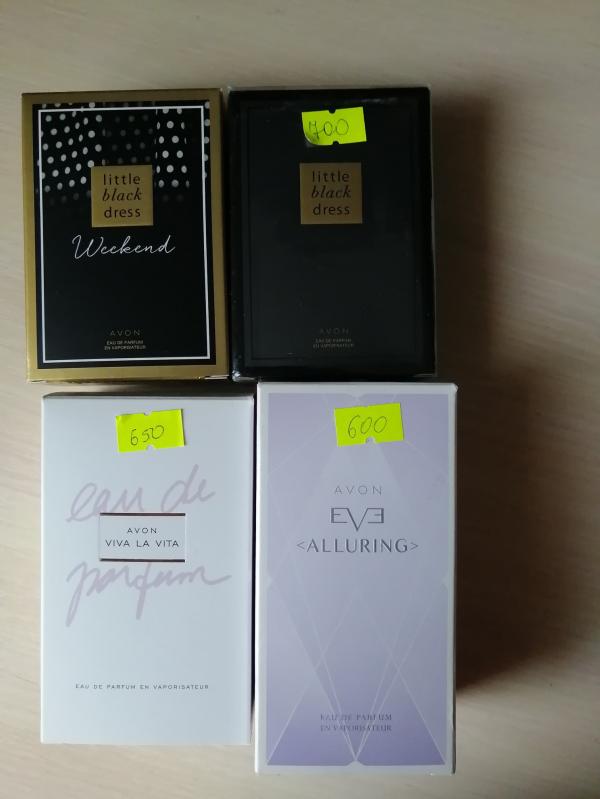 little
black
dress
Weekend
AVON
EAU DE PARFUM
EN VAPORISATEUR
700
little
black
dress
AVON
EAU DE PARFUM
EN VAPORISATEUR
650
eau de
AVON
VIVA LA VITA
parfum
EAU DE PARFUM EN VAPORISATEUR
600
AVON
EVE
<ALLURING>
EAU DE PARFUM
EN VAPORISATEUR